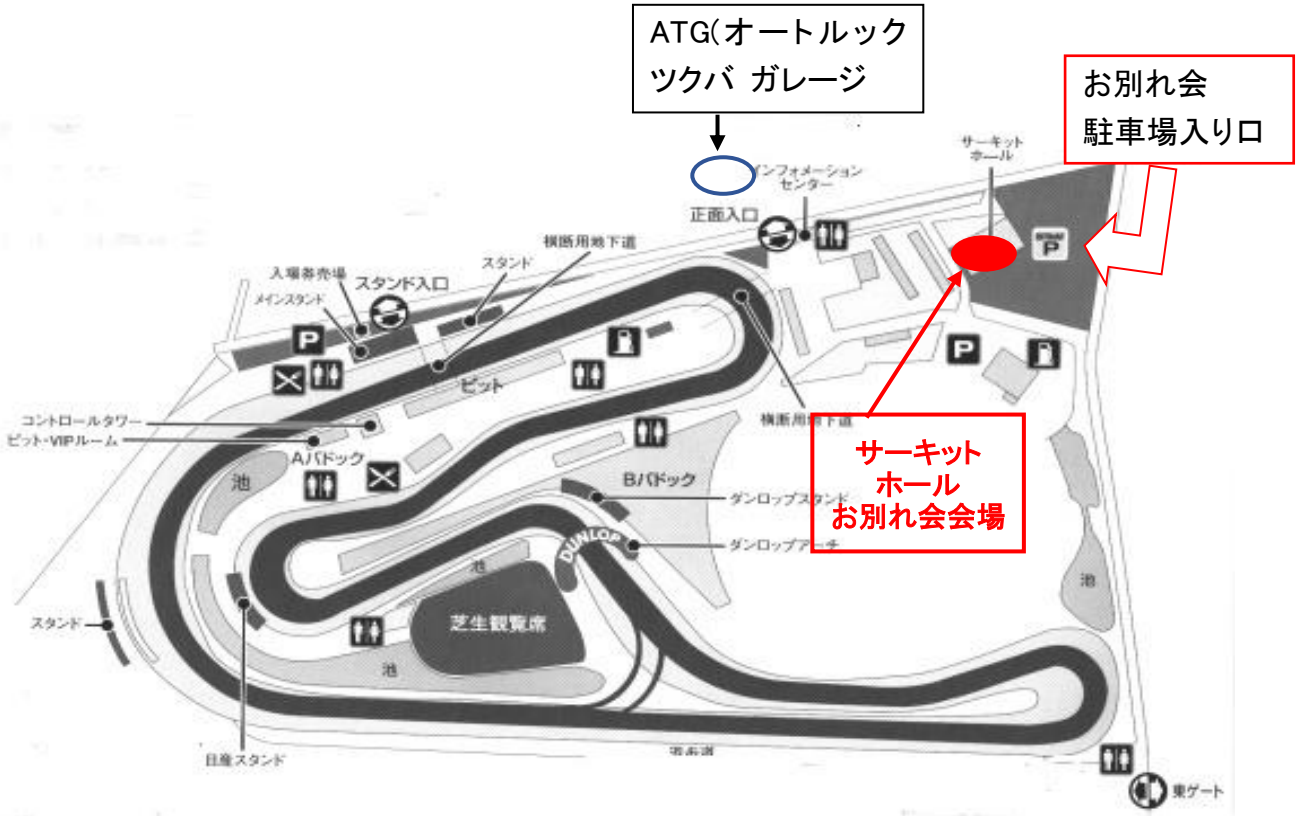 ATG(オートルック
ツクバ ガレージ
お別れ会
駐車場入り口
サーキット
ホール
インフォメーション
センター
正面入口
横断用地下道
スタンド
入場券売場
スタンド入口
メインスタンド
P
P
ピット
コントロールタワー
ピット・VIPルーム
Aパドック
池
横断用地下道
P
サーキット
ホール
お別れ会会場
Bパドック
ダンロップスタンド
DUNLOP
ダンロップアーチ
池
池
芝生観覧席
スタンド
池
日産スタンド
東ゲート